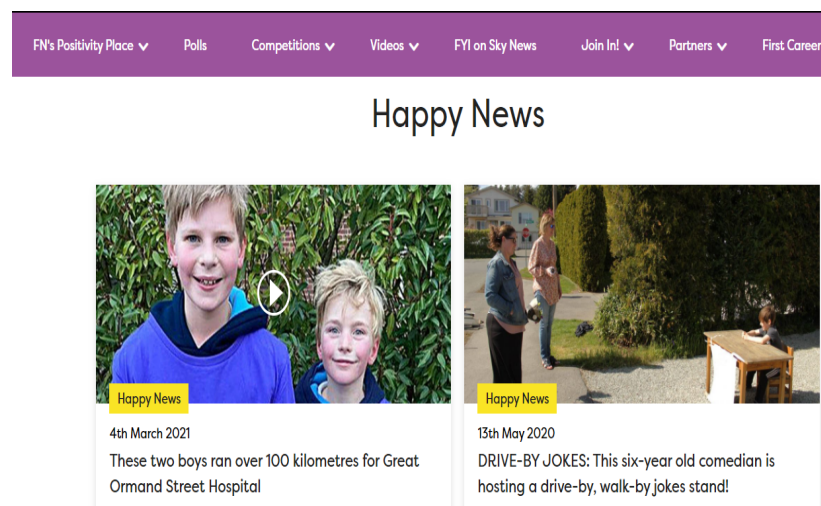 FN's Positivity Place Polls Competitions Videos FYI on Sky News Join In! Partners First Career
Happy News
Happy News
4th March 2021
These two boys ran over 100 kilometres for Great
Ormand Street Hospital
Happy News
13th May 2020
DRIVE-BY JOKES: This six-year old comedian is
hosting a drive-by, walk-by jokes stand!